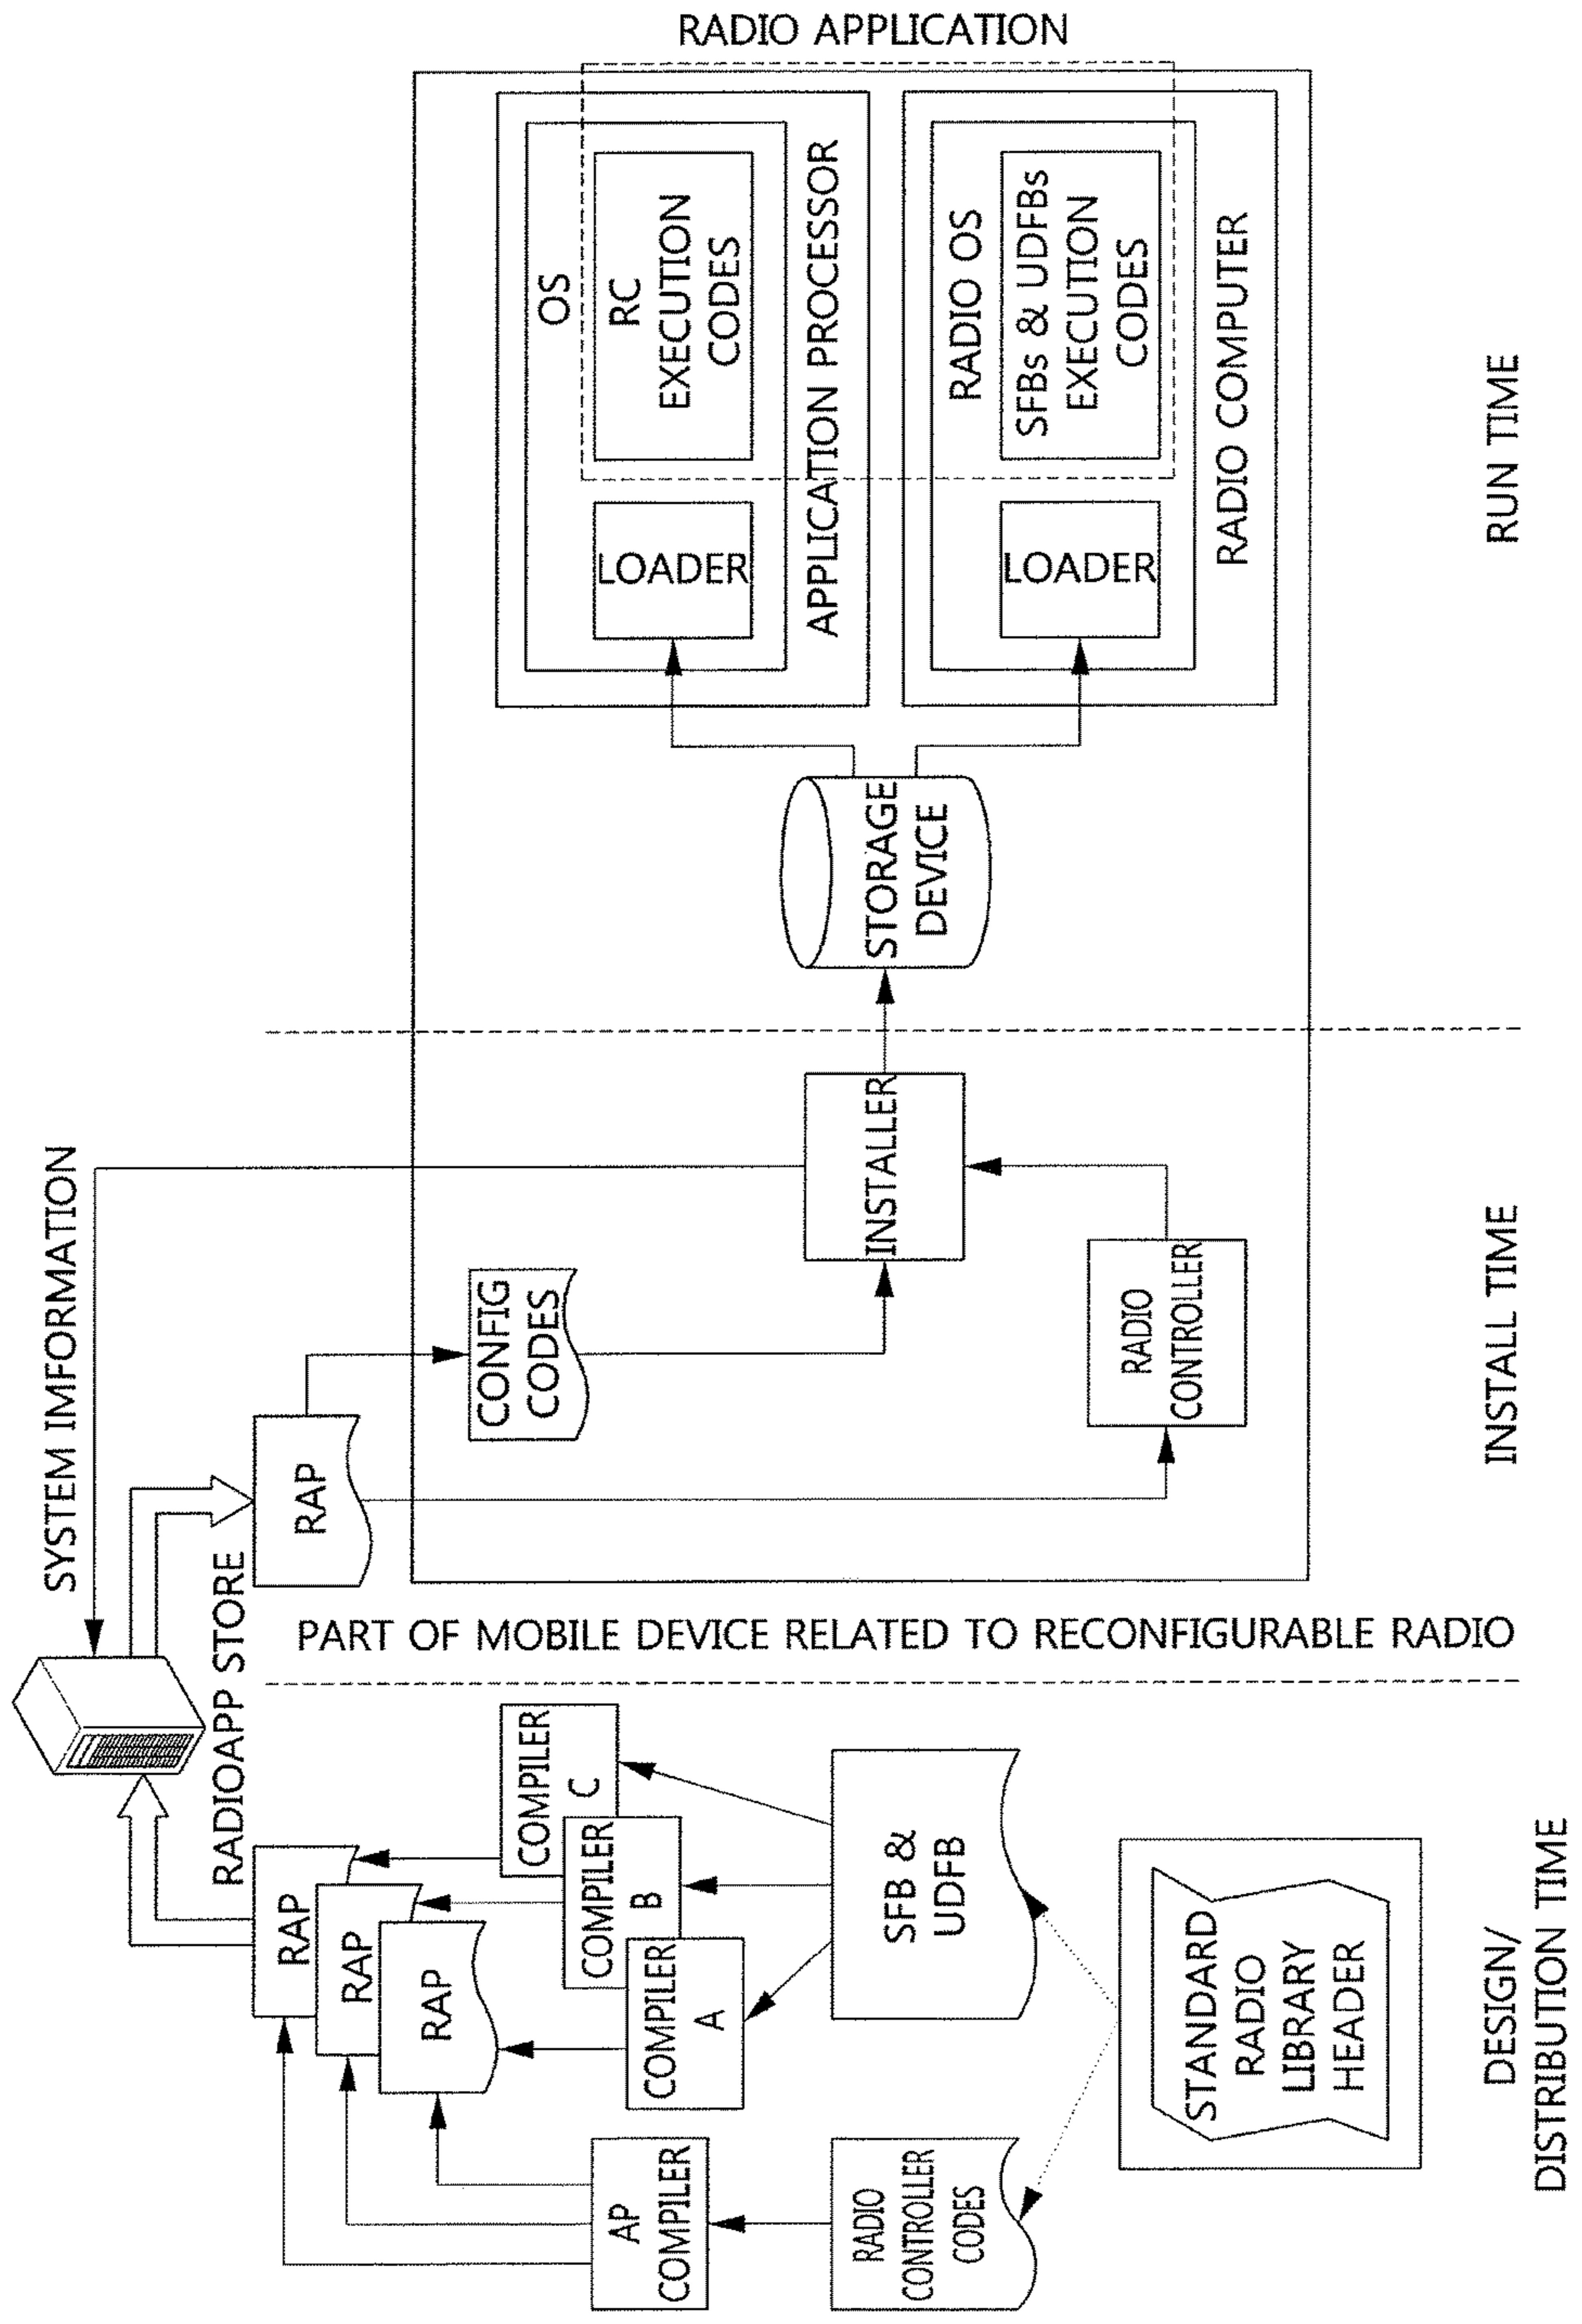 RADIO APPLICATION
OS
RC
EXECUTION
CODES
LOADER
APPLICATION PROCESSOR
RADIO OS
SFBs & UDFBs
EXECUTION
CODES
LOADER
RADIO COMPUTER
STORAGE
DEVICE
RUN TIME
SYSTEM IMFORMATION
RAP
CONFIG
CODES
INSTALLER
RADIO
CONTROLLER
INSTALL TIME
RADIOAPP STORE
PART OF MOBILE DEVICE RELATED TO RECONFIGURABLE RADIO
RAP
RAP
RAP
COMPILER
C
COMPILER
B
COMPILER
A
AP
COMPILER
SFB &
UDFB
RADIO
CONTROLLER
CODES
STANDARD
RADIO
LIBRARY
HEADER
DESIGN/
DISTRIBUTION TIME